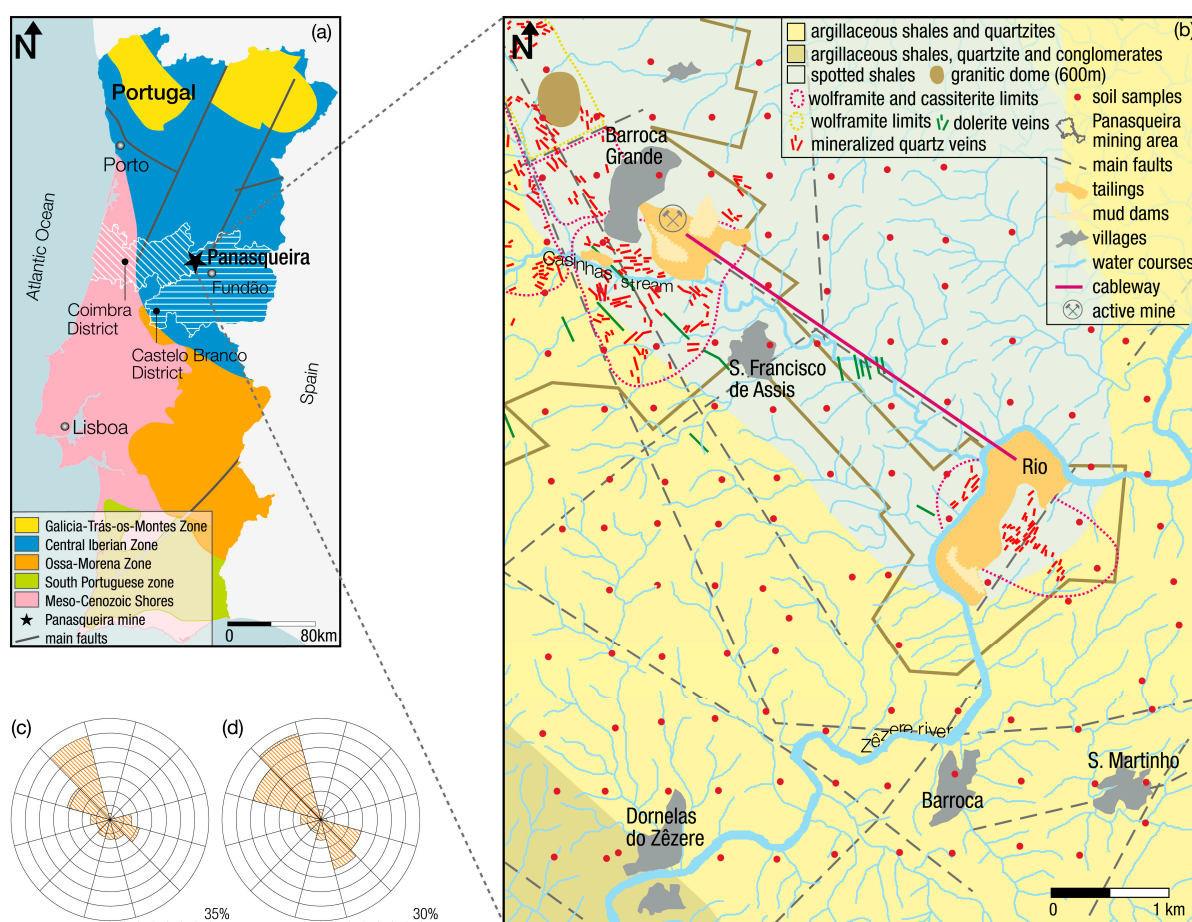 N
(a)
Portugal
Porto
Atlantic Ocean
Panasqueira
Fundão
Coimbra
District
Castelo Branco
District
Spain
Lisboa
Galicia-Trás-os-Montes Zone
Central Iberian Zone
Ossa-Morena Zone
South Portuguese zone
Meso-Cenozoic Shores
Panasqueira mine
main faults
0 80km
(c)
35%
(d)
30%
N
(b)
argillaceous shales and quartzites
argillaceous shales, quartzite and conglomerates
spotted shales
granitic dome (600m)
wolframite and cassiterite limits
wolframite limits
dolerite veins
mineralized quartz veins
soil samples
Panasqueira
mining area
main faults
tailings
mud dams
villages
water courses
cableway
active mine
Barroca
Grande
Casinhas stream
S. Francisco
de Assis
Rio
Zêzere river
S. Martinho
Barroca
Dornelas
do Zêzere
0 1 km